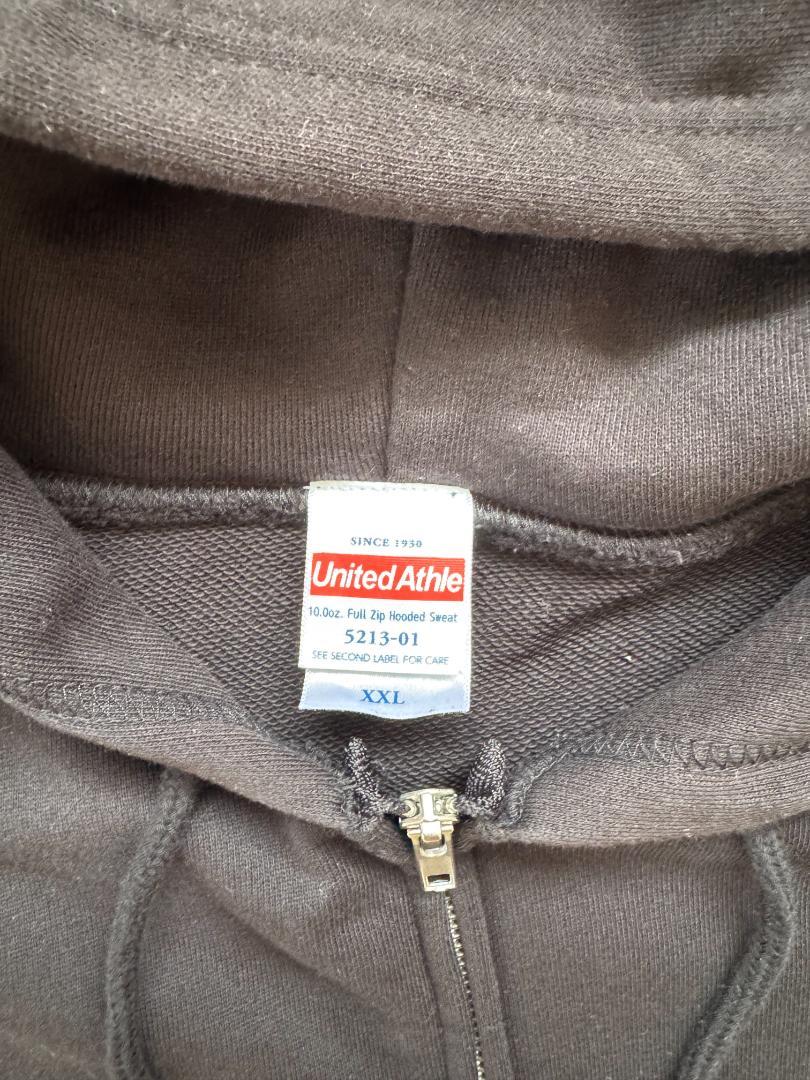 SINCE 1930
United Athle
10.0oz. Full Zip Hooded Sweat
5213-01
SEE SECOND LABEL FOR CARE
XXL